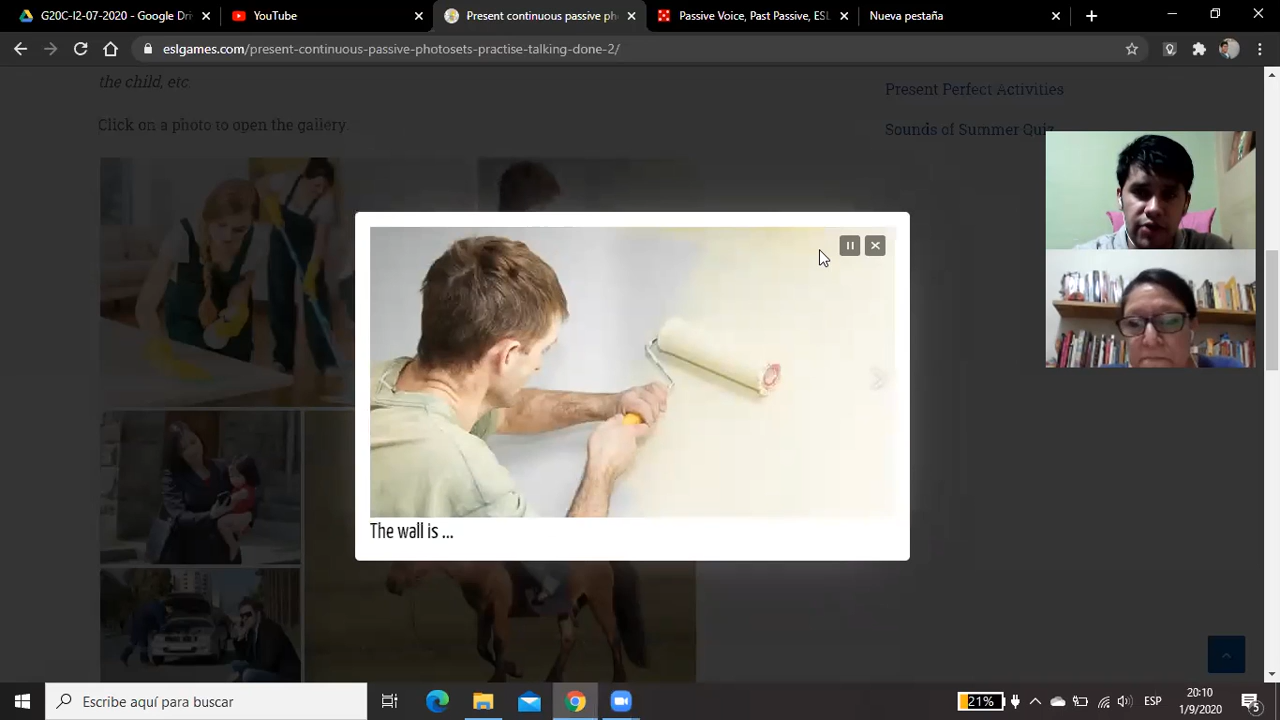 G20C-I2-07-2020 - Google Dri
YouTube
Present continuous passive ph
Passive Voice, Past Passive, ESL
Nueva pestaña
eslgames.com/present-continuous-passive-photosets-practise-talking-done-2/
the child, etc.
Present Perfect Activities
Click on a photo to open the gallery.
Sounds of Summer Quiz
The wall is ...
Escribe aquí para buscar
21%
ESP
20:10
1/9/2020
5